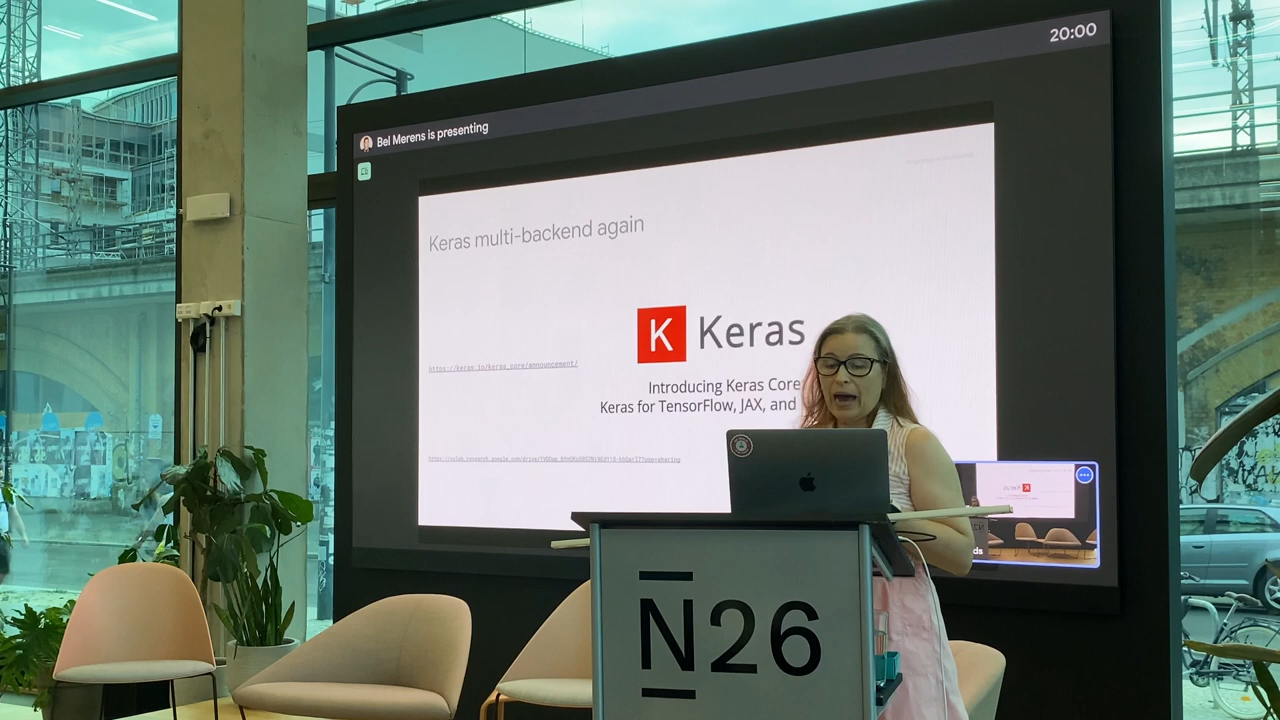 20:00
Bel Merens is presenting
Keras multi-backend again
K Keras
https://keras.io/keras_core/announcement/
Introducing Keras Core
Keras for TensorFlow, JAX, and
ds
N26